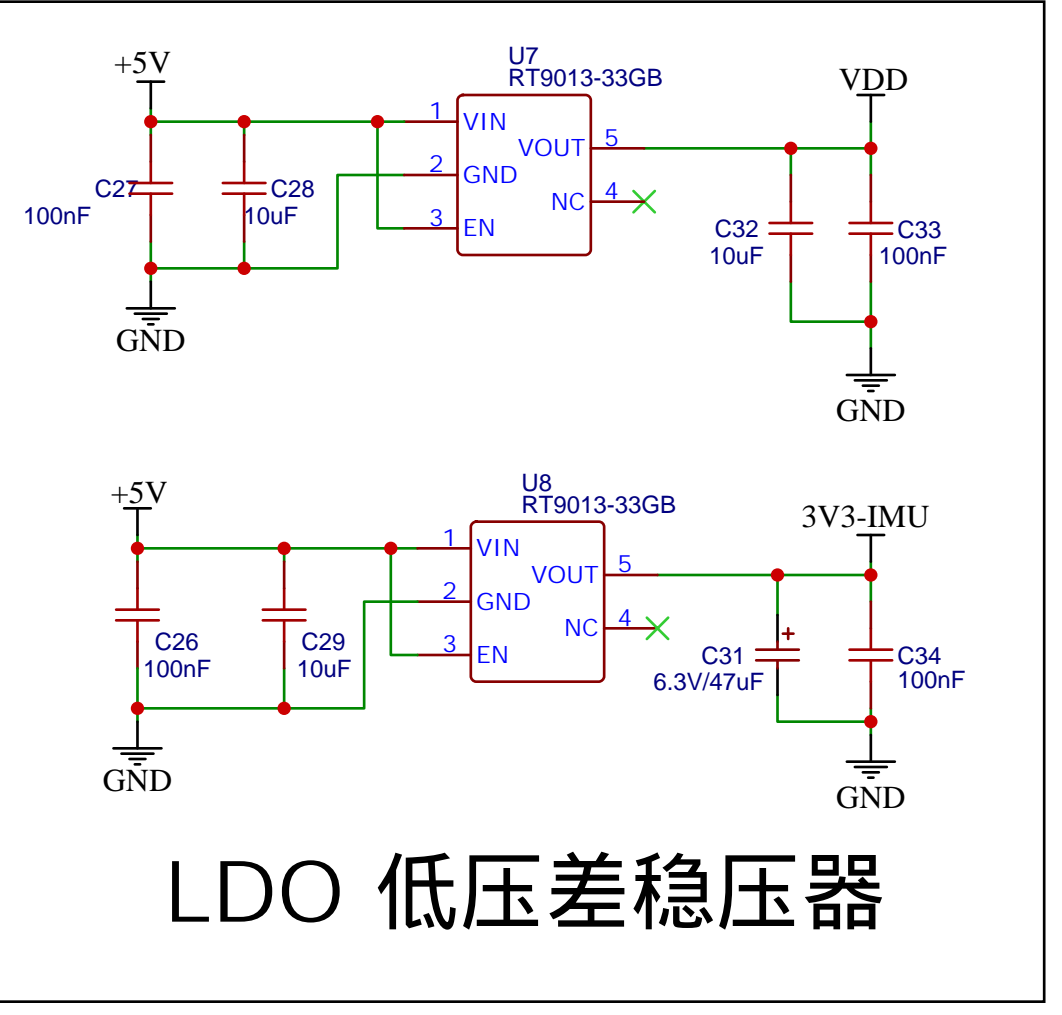 +5V
U7
RT9013-33GB
VDD
1
VIN
VOUT
5
2
GND
NC
4
3
EN
C27
100nF
C28
10uF
C32
10uF
C33
100nF
GND
GND
+5V
U8
RT9013-33GB
3V3-IMU
1
VIN
VOUT
5
2
GND
NC
4
3
EN
C26
100nF
C29
10uF
+
C31
6.3V/47uF
C34
100nF
GND
GND
LDO 低压差稳压器